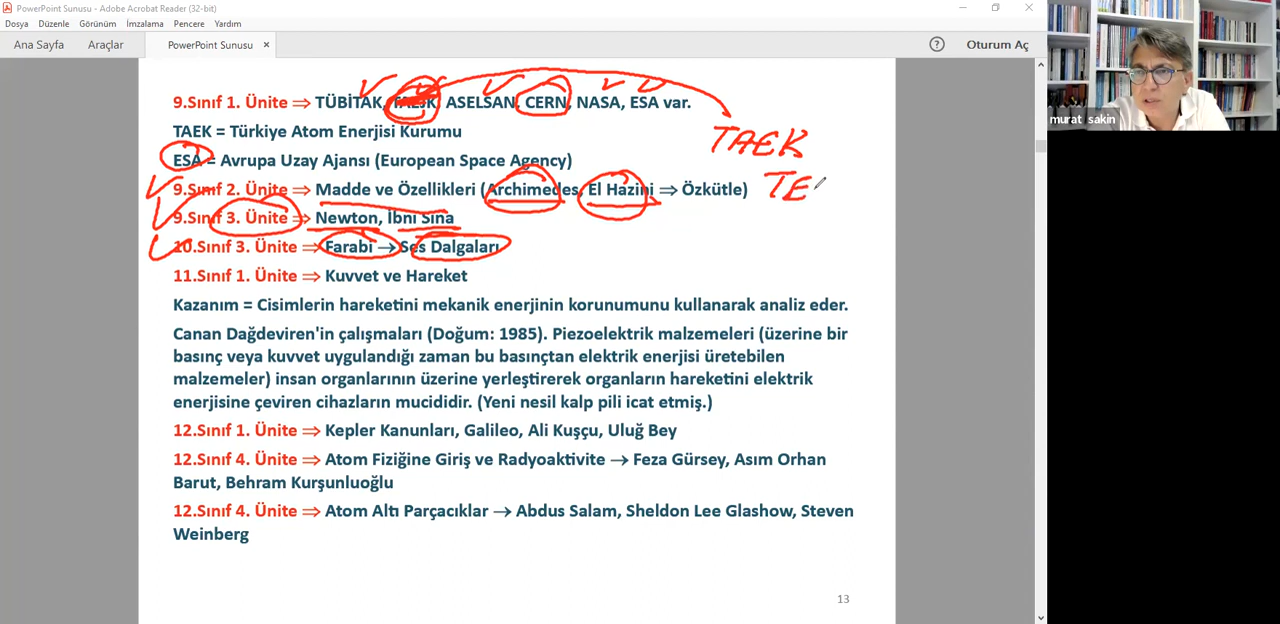 PowerPoint Sunusu - Adobe Acrobat Reader (32-bit)
Dosya Düzenle Görünüm İmzalama Pencere Yardım
Ana Sayfa Araçlar PowerPoint Sunusu × ? Oturum Aç
murat sakin
9.Sınıf 1. Ünite ⇒ TÜBİTAK, TAEK, ASELSAN, CERN, NASA, ESA var.
TAEK = Türkiye Atom Enerjisi Kurumu
TAEK
ESA = Avrupa Uzay Ajansı (European Space Agency)
9.Sınıf 2. Ünite ⇒ Madde ve Özellikleri (Archimedes, El Hazini ⇒ Özkütle)
TE
9.Sınıf 3. Ünite ⇒ Newton, İbni Sina
10.Sınıf 3. Ünite ⇒ Farabi → Ses Dalgaları
11.Sınıf 1. Ünite ⇒ Kuvvet ve Hareket
Kazanım = Cisimlerin hareketini mekanik enerjinin korunumunu kullanarak analiz eder.
Canan Dağdeviren'in çalışmaları (Doğum: 1985). Piezoelektrik malzemeleri (üzerine bir
basınç veya kuvvet uygulandığı zaman bu basınçtan elektrik enerjisi üretebilen
malzemeler) insan organlarının üzerine yerleştirerek organların hareketini elektrik
enerjisine çeviren cihazların mucididir. (Yeni nesil kalp pili icat etmiş.)
12.Sınıf 1. Ünite ⇒ Kepler Kanunları, Galileo, Ali Kuşçu, Uluğ Bey
12.Sınıf 4. Ünite ⇒ Atom Fiziğine Giriş ve Radyoaktivite → Feza Gürsey, Asım Orhan
Barut, Behram Kurşunluoğlu
12.Sınıf 4. Ünite ⇒ Atom Altı Parçacıklar → Abdus Salam, Sheldon Lee Glashow, Steven
Weinberg
13